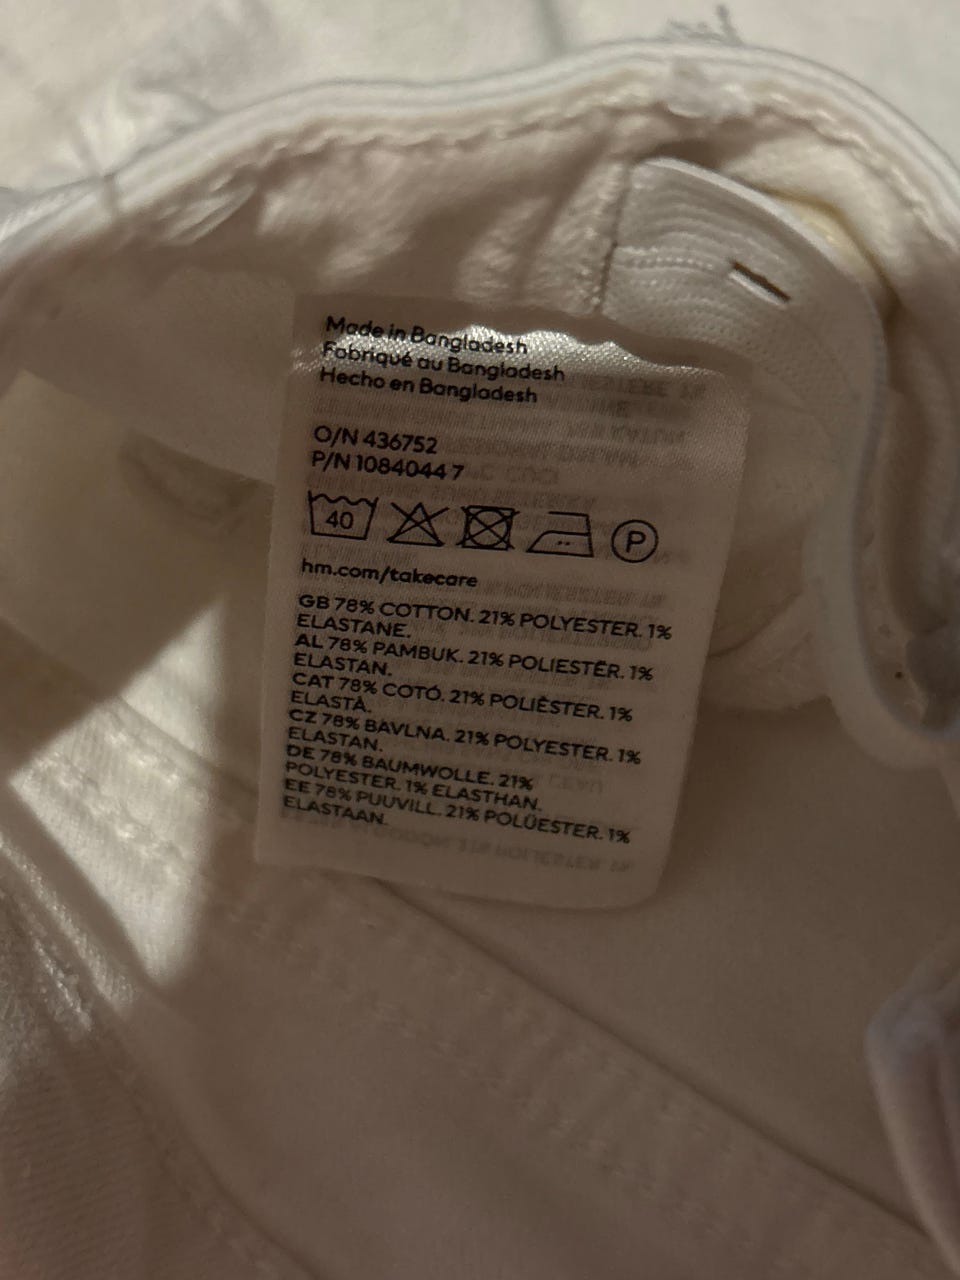 Made in Bangladesh
Fabriqué au Bangladesh
Hecho en Bangladesh
O/N 436752
P/N 1084044 7
40 P
hm.com/takecare
GB 78% COTTON. 21% POLYESTER. 1%
ELASTANE.
AL 78% PAMBUK. 21% POLIESTËR. 1%
ELASTAN.
CAT 78% COTÓ. 21% POLIÈSTER. 1%
ELASTÀ.
CZ 78% BAVLNA. 21% POLYESTER. 1%
ELASTAN.
DE 78% BAUMWOLLE. 21%
POLYESTER. 1% ELASTHAN.
EE 78% PUUVILL. 21% POLÜESTER. 1%
ELASTAAN.